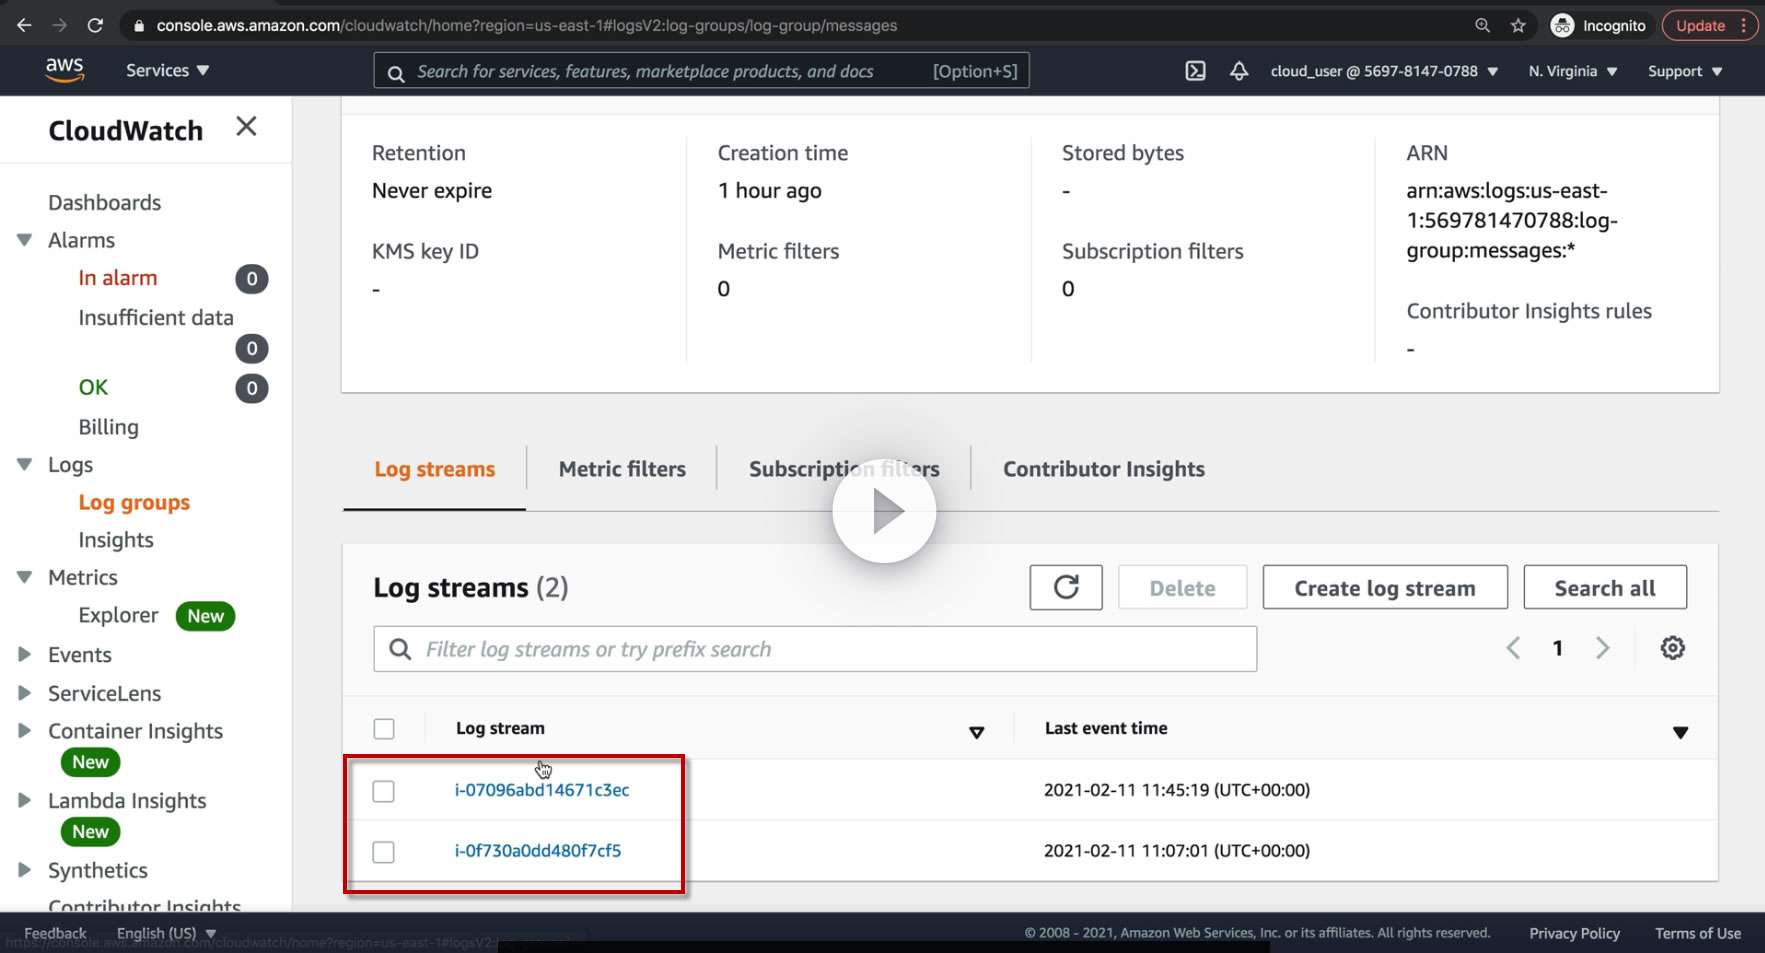 console.aws.amazon.com/cloudwatch/home?region=us-east-1#logsV2:log-groups/log-group/messages
Incognito
Update
aws
Services
Search for services, features, marketplace products, and docs
[Option+S]
cloud_user @ 5697-8147-0788
N. Virginia
Support
CloudWatch
Dashboards
Alarms
In alarm
0
Insufficient data
0
OK
0
Billing
Logs
Log groups
Insights
Metrics
Explorer
New
Events
ServiceLens
Container Insights
New
Lambda Insights
New
Synthetics
Contributor Insights
Retention
Never expire
KMS key ID
-
Creation time
1 hour ago
Metric filters
0
Stored bytes
-
Subscription filters
0
ARN
arn:aws:logs:us-east-
1:569781470788:log-
group:messages:*
Contributor Insights rules
-
Log streams
Metric filters
Subscription filters
Contributor Insights
Log streams (2)
Delete
Create log stream
Search all
Filter log streams or try prefix search
1
Log stream
Last event time
i-07096abd14671c3ec
2021-02-11 11:45:19 (UTC+00:00)
i-0f730a0dd480f7cf5
2021-02-11 11:07:01 (UTC+00:00)
Feedback
English (US)
© 2008 - 2021, Amazon Web Services, Inc. or its affiliates. All rights reserved.
Privacy Policy
Terms of Use
https://console.aws.amazon.com/cloudwatch/home?region=us-east-1#logsV2:log-groups/